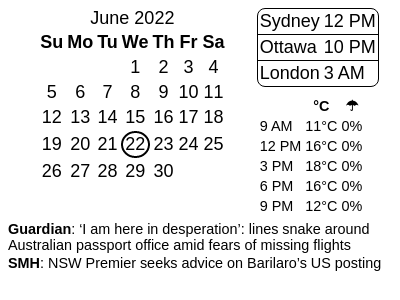 June 2022
Su Mo Tu We Th Fr Sa
1 2 3 4
5 6 7 8 9 10 11
12 13 14 15 16 17 18
19 20 21 22 23 24 25
26 27 28 29 30
Sydney 12 PM
Ottawa 10 PM
London 3 AM
°C ☂
9 AM 11°C 0%
12 PM 16°C 0%
3 PM 18°C 0%
6 PM 16°C 0%
9 PM 12°C 0%
Guardian: ‘I am here in desperation’: lines snake around
Australian passport office amid fears of missing flights
SMH: NSW Premier seeks advice on Barilaro’s US posting